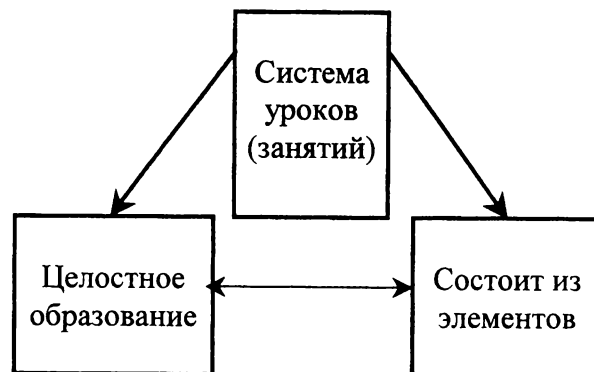 Система
уроков
(занятий)
Целостное
образование
Состоит из
элементов